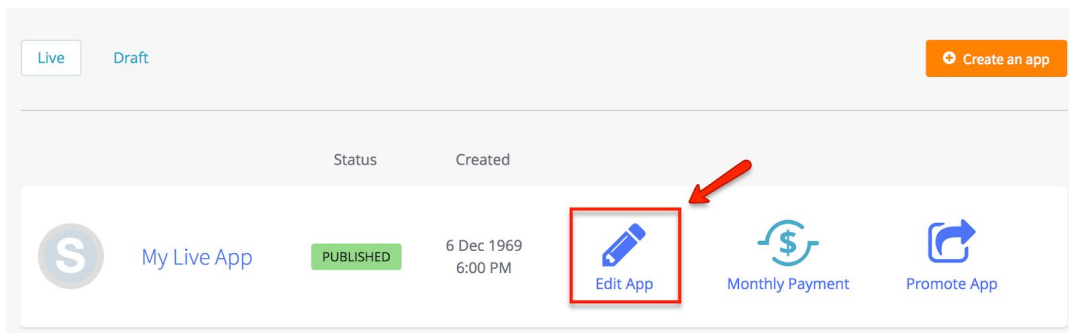 Live Draft Create an app
Status Created
S My Live App PUBLISHED 6 Dec 1969
6:00 PM
Edit App Monthly Payment Promote App